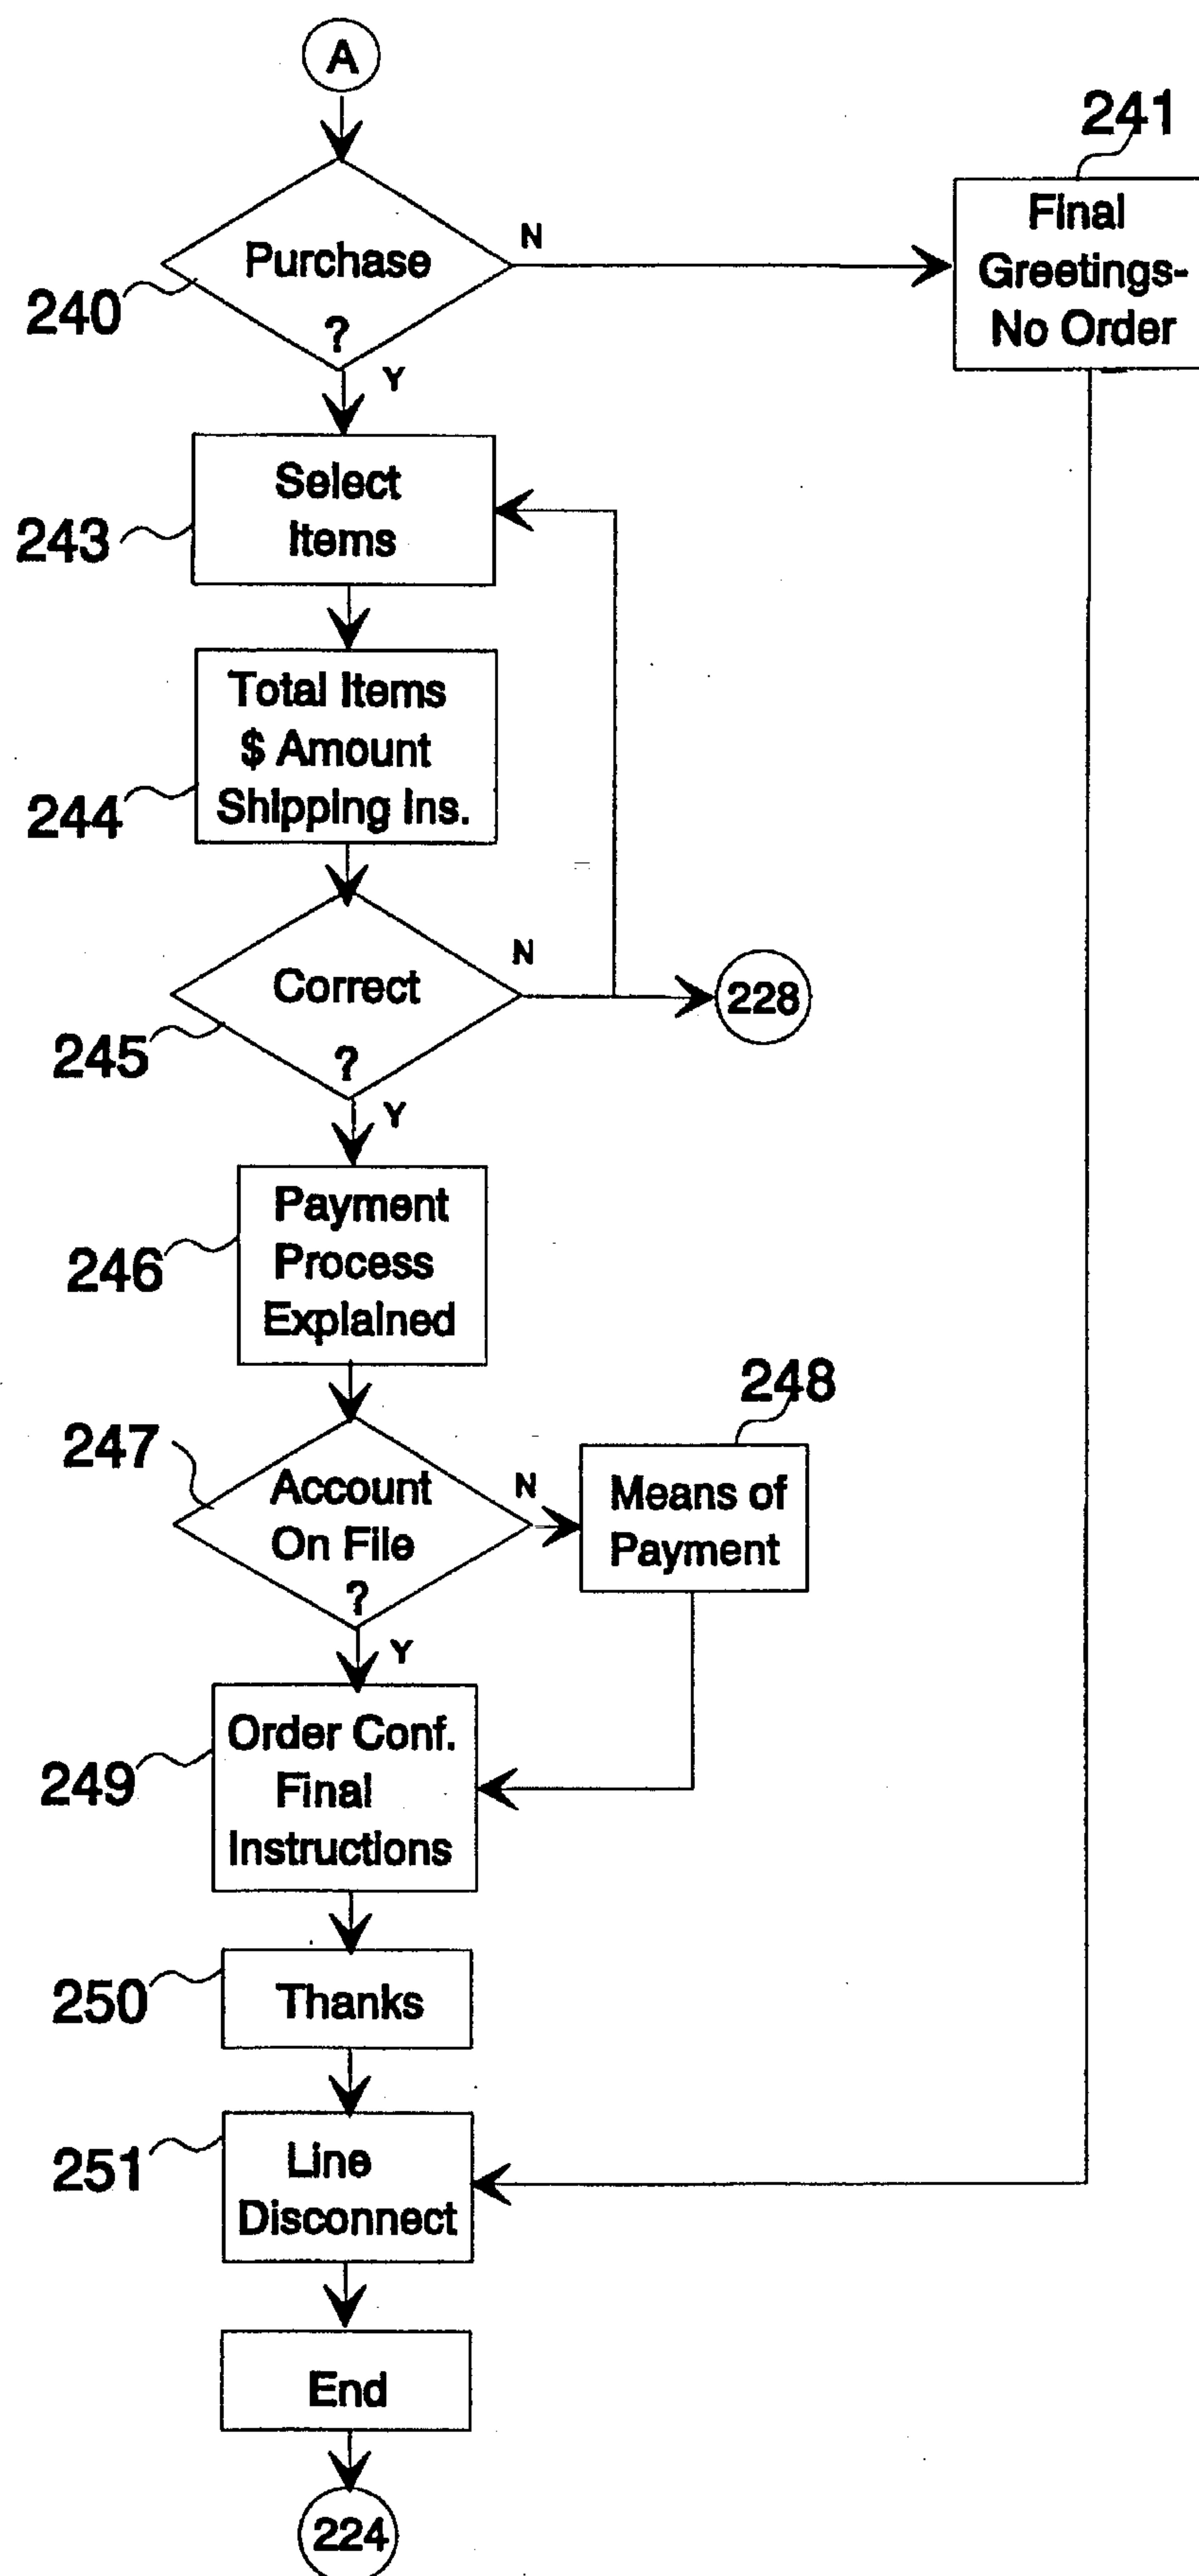 A
241
Final
Greetings-
No Order
Purchase
?
N
240
Y
Select
Items
243
Total Items
$ Amount
Shipping Ins.
244
Correct
?
N
228
245
Y
Payment
Process
Explained
246
248
247
Account
On File
?
N
Means of
Payment
Y
Order Conf.
Final
Instructions
249
250
Thanks
251
Line
Disconnect
End
224